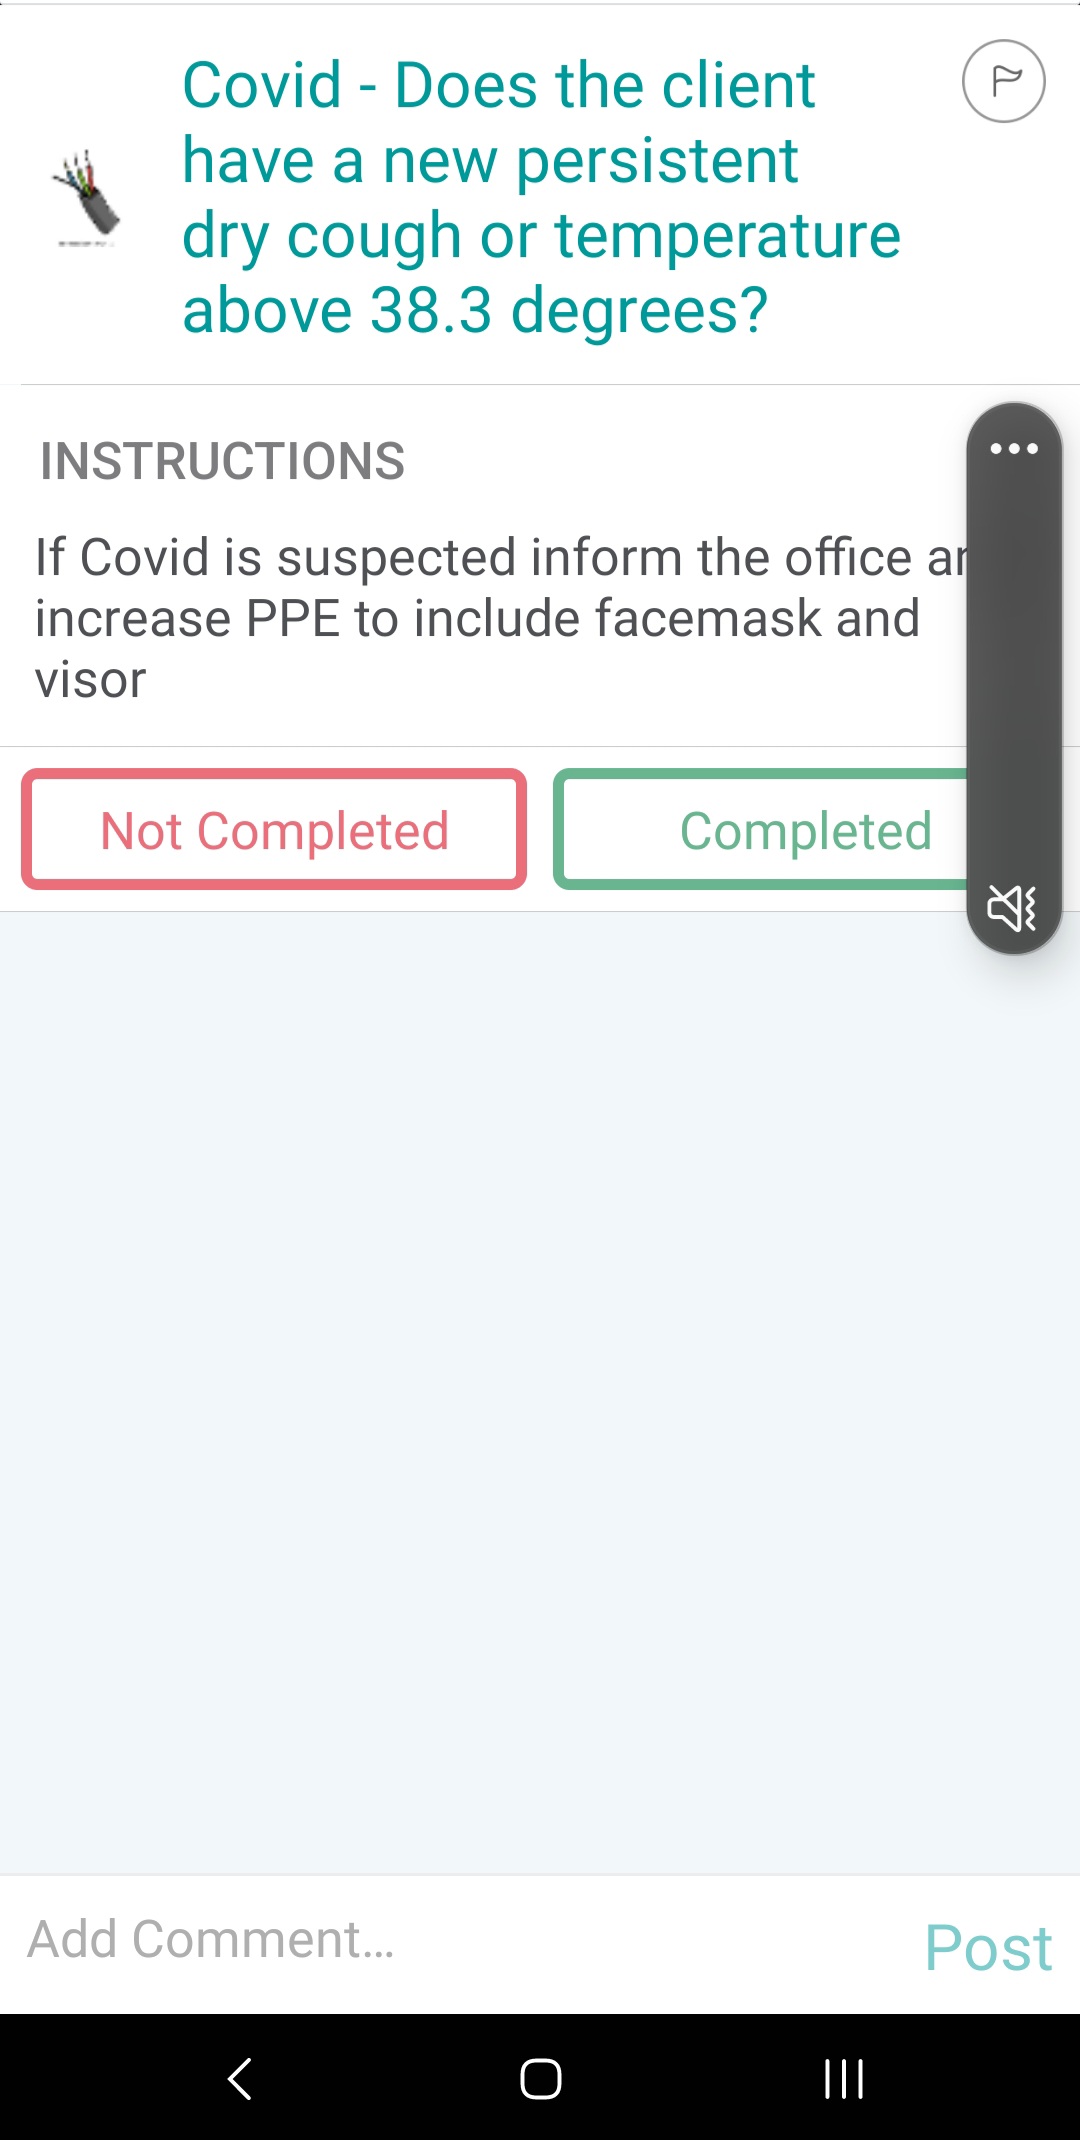 Covid - Does the client
have a new persistent
dry cough or temperature
above 38.3 degrees?
INSTRUCTIONS
If Covid is suspected inform the office
increase PPE to include facemask and
visor
Not Completed
Completed
Add Comment...
Post